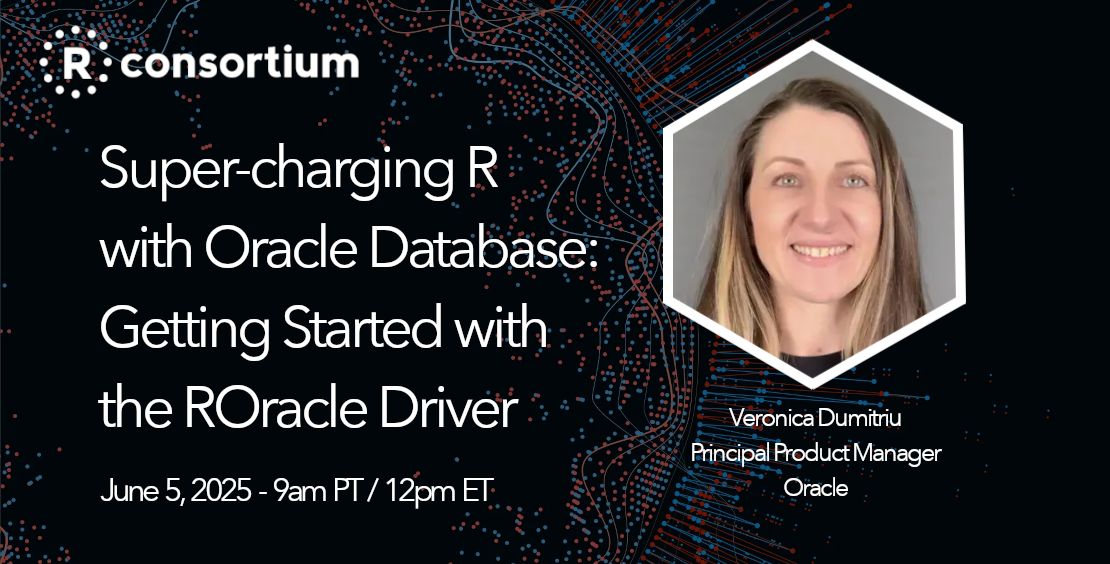 R consortium
Super-charging R
with Oracle Database:
Getting Started with
the ROracle Driver
June 5, 2025 - 9am PT / 12pm ET
Veronica Dumitriu
Principal Product Manager
Oracle